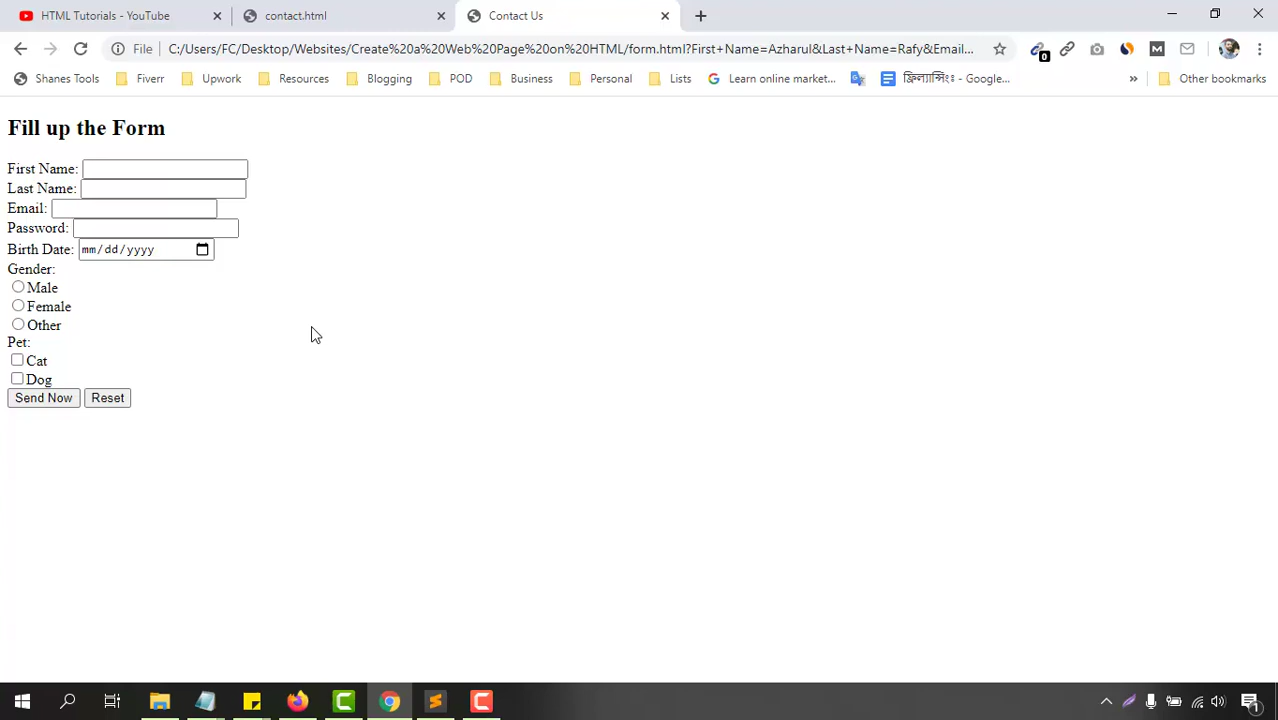 HTML Tutorials - YouTube
contact.html
Contact Us
File
C:/Users/FC/Desktop/Websites/Create%20a%20Web%20Page%20on%20HTML/form.html?First+Name=Azharul&Last+Name=Rafy&Email...
0
M
Shanes Tools
Fiverr
Upwork
Resources
Blogging
POD
Business
Personal
Lists
G
Learn online market...
ফ্রিল্যান্সিংঃ - Google...
»
Other bookmarks
Fill up the Form
First Name:
Last Name:
Email:
Password:
Birth Date: mm/dd/yyyy
Gender:
Male
Female
Other
Pet:
Cat
Dog
Send Now Reset
1